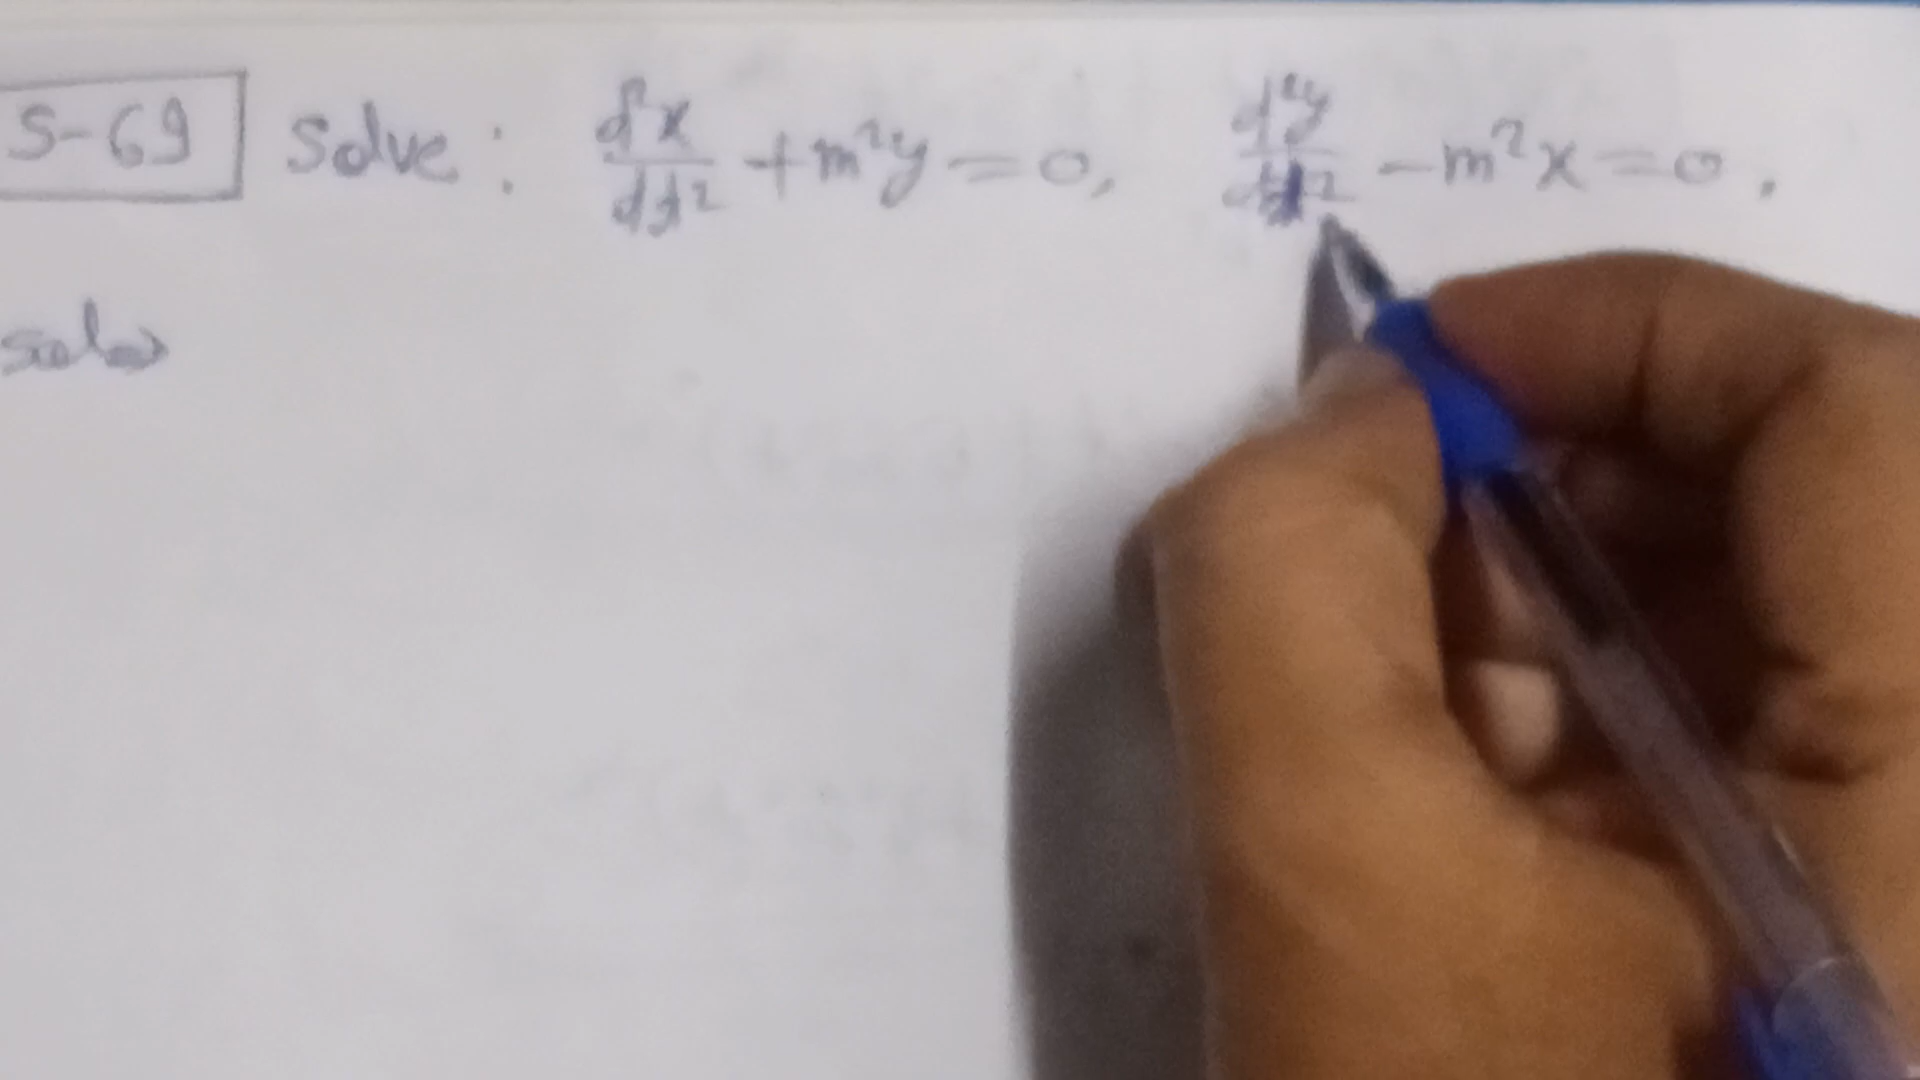 S-69 Solve: d²x/dt² + m²y = 0, d²y/dt² - m²x = 0.
soln